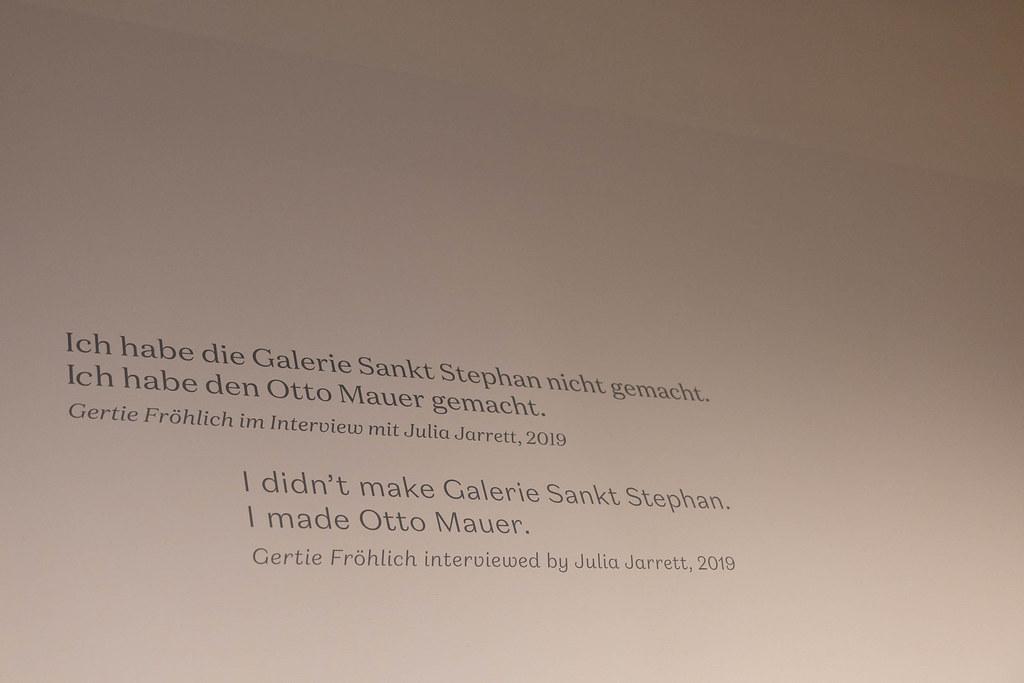 Ich habe die Galerie Sankt Stephan nicht gemacht.
Ich habe den Otto Mauer gemacht.
Gertie Fröhlich im Interview mit Julia Jarrett, 2019
I didn’t make Galerie Sankt Stephan.
I made Otto Mauer.
Gertie Fröhlich interviewed by Julia Jarrett, 2019